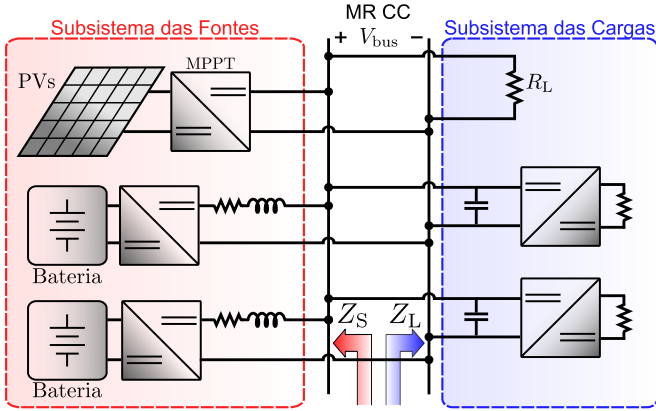 MR CC
Subsistema das Fontes
+ V_bus −
Subsistema das Cargas
PVs
MPPT
R_L
Bateria
Z_S
Z_L
Bateria